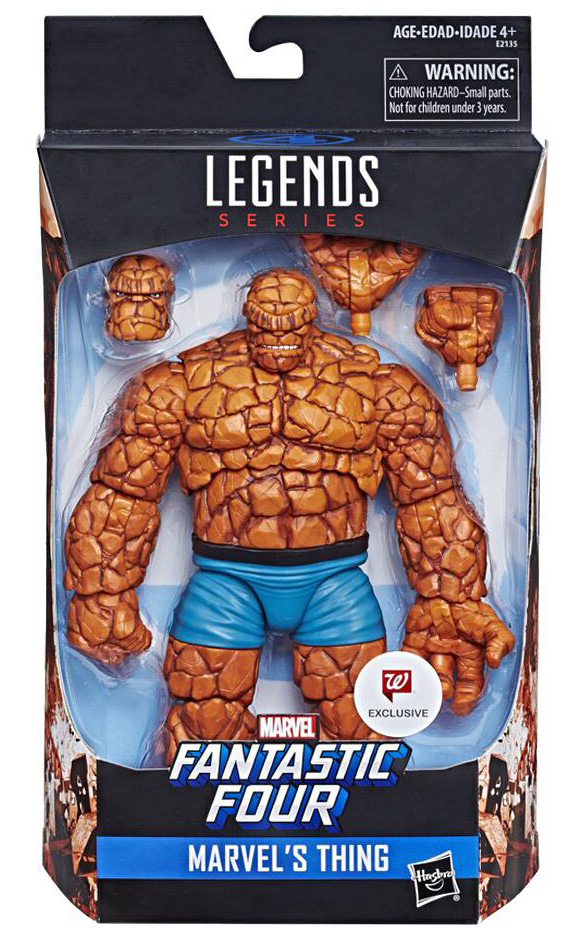 AGE•EDAD•IDADE 4+
E2135
⚠ WARNING:
CHOKING HAZARD–Small parts.
Not for children under 3 years.
4
LEGENDS
SERIES
W
EXCLUSIVE
MARVEL
FANTASTIC
FOUR
MARVEL'S THING
Hasbro
®